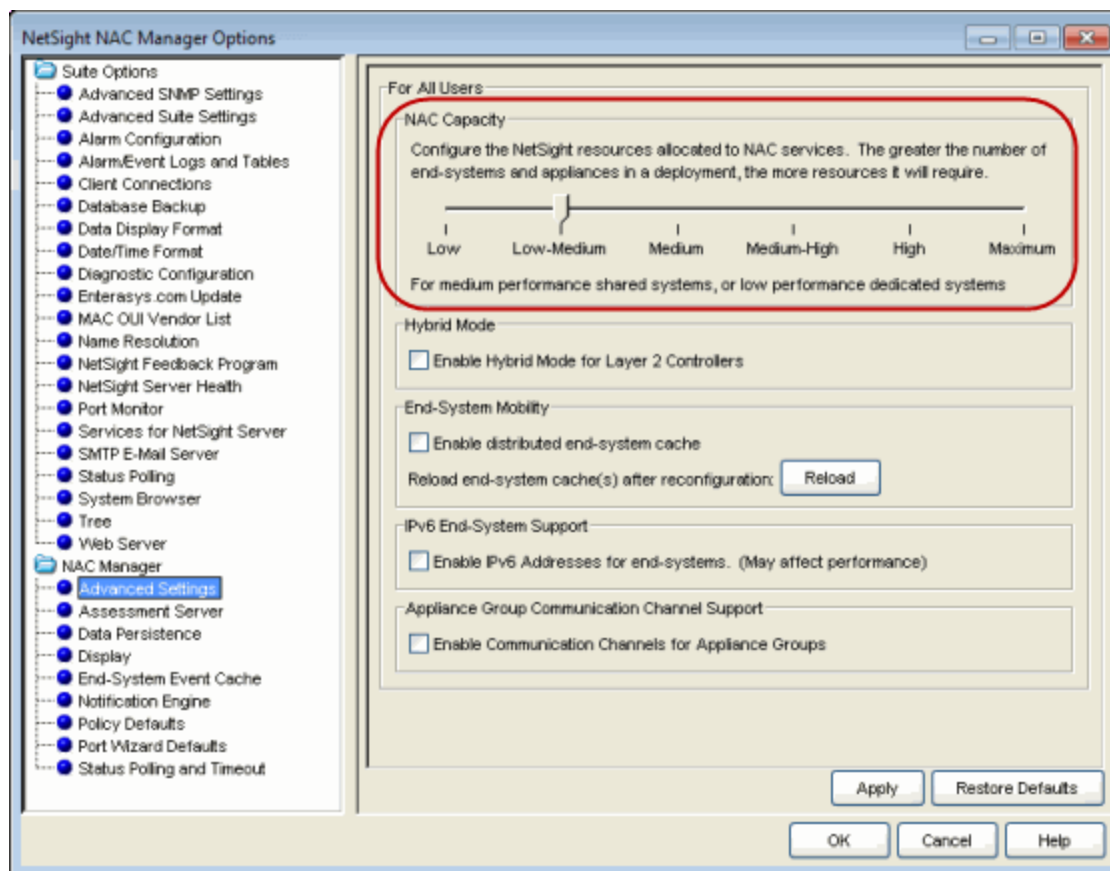 NetSight NAC Manager Options
Suite Options
Advanced SNMP Settings
Advanced Suite Settings
Alarm Configuration
Alarm/Event Logs and Tables
Client Connections
Database Backup
Data Display Format
Date/Time Format
Diagnostic Configuration
Enterasys.com Update
MAC OUI Vendor List
Name Resolution
NetSight Feedback Program
NetSight Server Health
Port Monitor
Services for NetSight Server
SMTP E-Mail Server
Status Polling
System Browser
Tree
Web Server
NAC Manager
Advanced Settings
Assessment Server
Data Persistence
Display
End-System Event Cache
Notification Engine
Policy Defaults
Port Wizard Defaults
Status Polling and Timeout
For All Users
NAC Capacity
Configure the NetSight resources allocated to NAC services. The greater the number of
end-systems and appliances in a deployment, the more resources it will require.
Low Low-Medium Medium Medium-High High Maximum
For medium performance shared systems, or low performance dedicated systems
Hybrid Mode
Enable Hybrid Mode for Layer 2 Controllers
End-System Mobility
Enable distributed end-system cache
Reload end-system cache(s) after reconfiguration: Reload
IPv6 End-System Support
Enable IPv6 Addresses for end-systems. (May affect performance)
Appliance Group Communication Channel Support
Enable Communication Channels for Appliance Groups
Apply Restore Defaults
OK Cancel Help